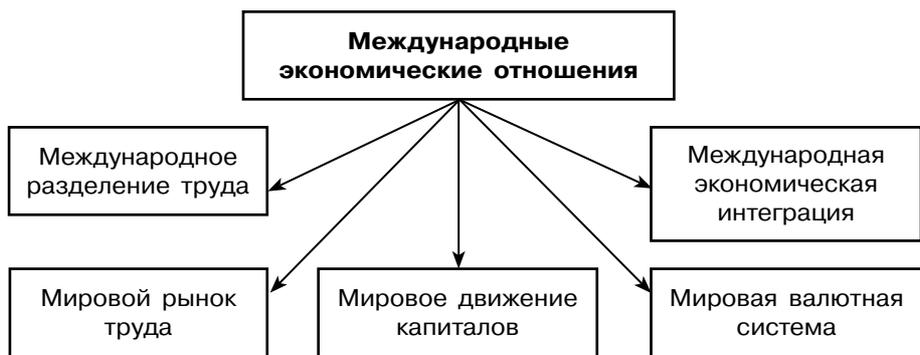 Международные
экономические отношения
Международное
разделение труда
Международная
экономическая
интеграция
Мировой рынок
труда
Мировое движение
капиталов
Мировая валютная
система